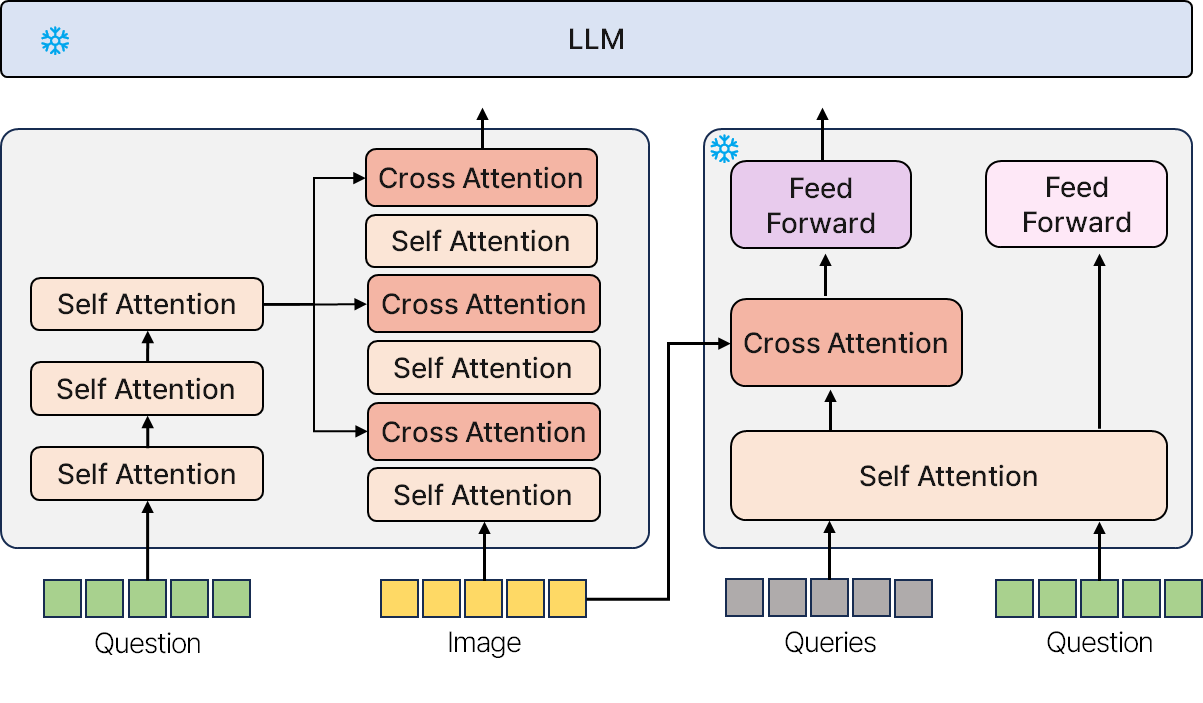 LLM
Cross Attention
Self Attention
Self Attention
Cross Attention
Self Attention
Self Attention
Cross Attention
Self Attention
Self Attention
Question
Image
Feed
Forward
Feed
Forward
Cross Attention
Self Attention
Queries
Question